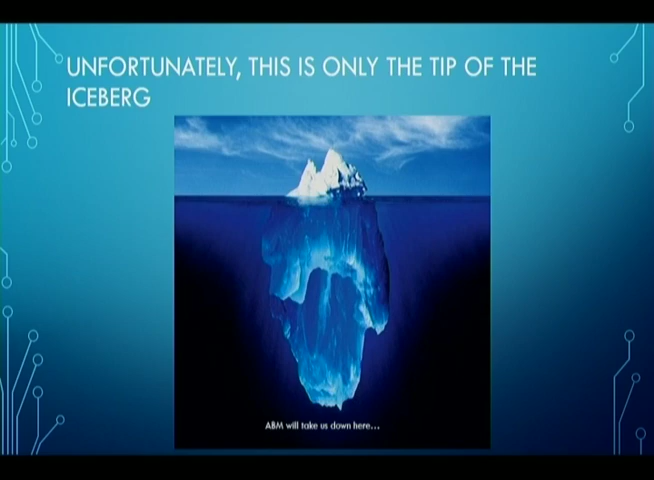 UNFORTUNATELY, THIS IS ONLY THE TIP OF THE
ICEBERG
ABM will take us down here...